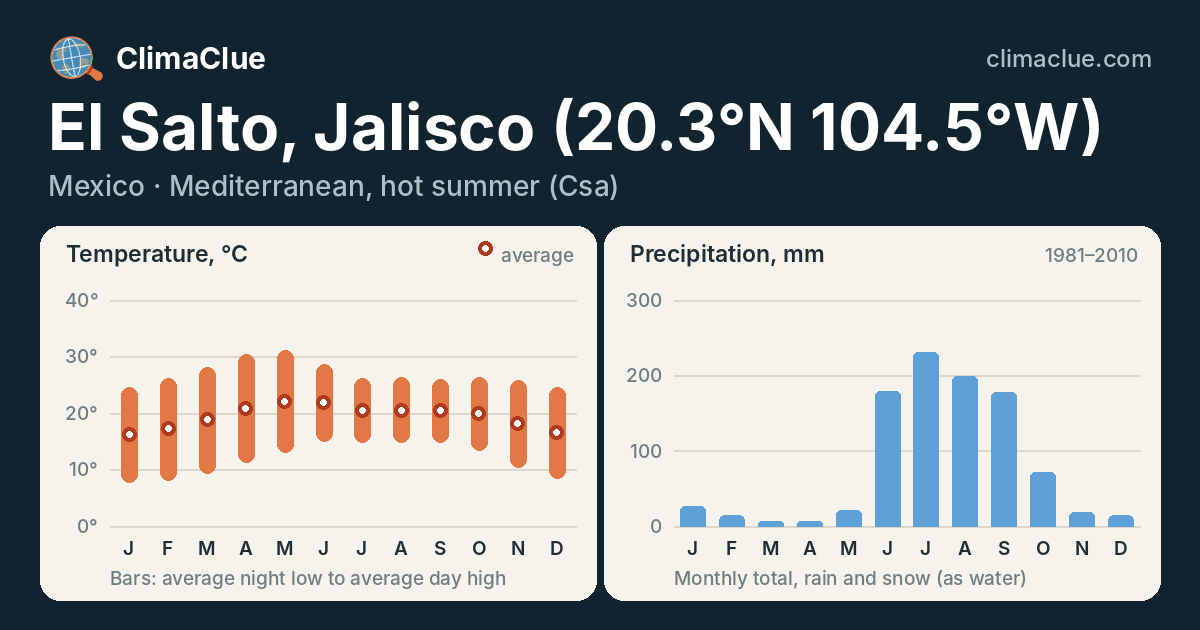 ClimaClue
climaclue.com
El Salto, Jalisco (20.3°N 104.5°W)
Mexico · Mediterranean, hot summer (Csa)
Temperature, °C
average
40°
30°
20°
10°
0°
J F M A M J J A S O N D
Bars: average night low to average day high
Precipitation, mm
1981–2010
300
200
100
0
J F M A M J J A S O N D
Monthly total, rain and snow (as water)